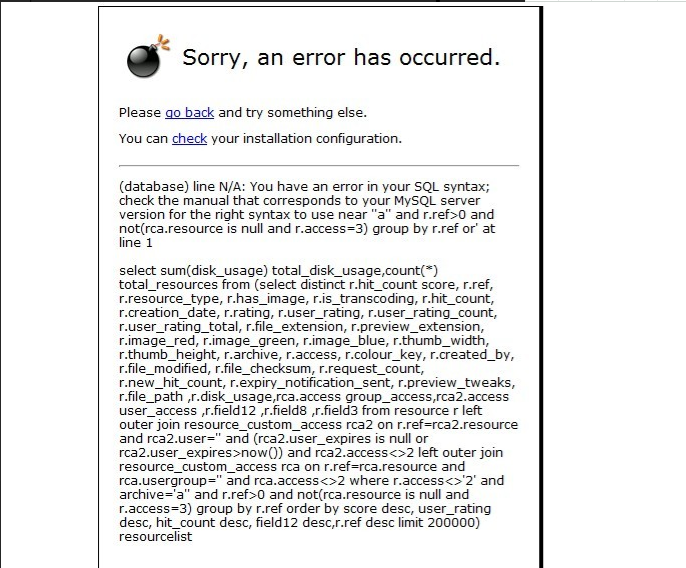 Sorry, an error has occurred.
Please go back and try something else.
You can check your installation configuration.
(database) line N/A: You have an error in your SQL syntax;
check the manual that corresponds to your MySQL server
version for the right syntax to use near ''a'' and r.ref>0 and
not(rca.resource is null and r.access=3) group by r.ref or' at
line 1
select sum(disk_usage) total_disk_usage,count(*)
total_resources from (select distinct r.hit_count score, r.ref,
r.resource_type, r.has_image, r.is_transcoding, r.hit_count,
r.creation_date, r.rating, r.user_rating, r.user_rating_count,
r.user_rating_total, r.file_extension, r.preview_extension,
r.image_red, r.image_green, r.image_blue, r.thumb_width,
r.thumb_height, r.archive, r.access, r.colour_key, r.created_by,
r.file_modified, r.file_checksum, r.request_count,
r.new_hit_count, r.expiry_notification_sent, r.preview_tweaks,
r.file_path ,r.disk_usage,rca.access group_access,rca2.access
user_access ,r.field12 ,r.field8 ,r.field3 from resource r left
outer join resource_custom_access rca2 on r.ref=rca2.resource
and rca2.user='' and (rca2.user_expires is null or
rca2.user_expires>now()) and rca2.access<>2 left outer join
resource_custom_access rca on r.ref=rca.resource and
rca.usergroup='' and rca.access<>2 where r.access<>'2' and
archive='a'' and r.ref>0 and not(rca.resource is null and
r.access=3) group by r.ref order by score desc, user_rating
desc, hit_count desc, field12 desc,r.ref desc limit 200000)
resourcelist